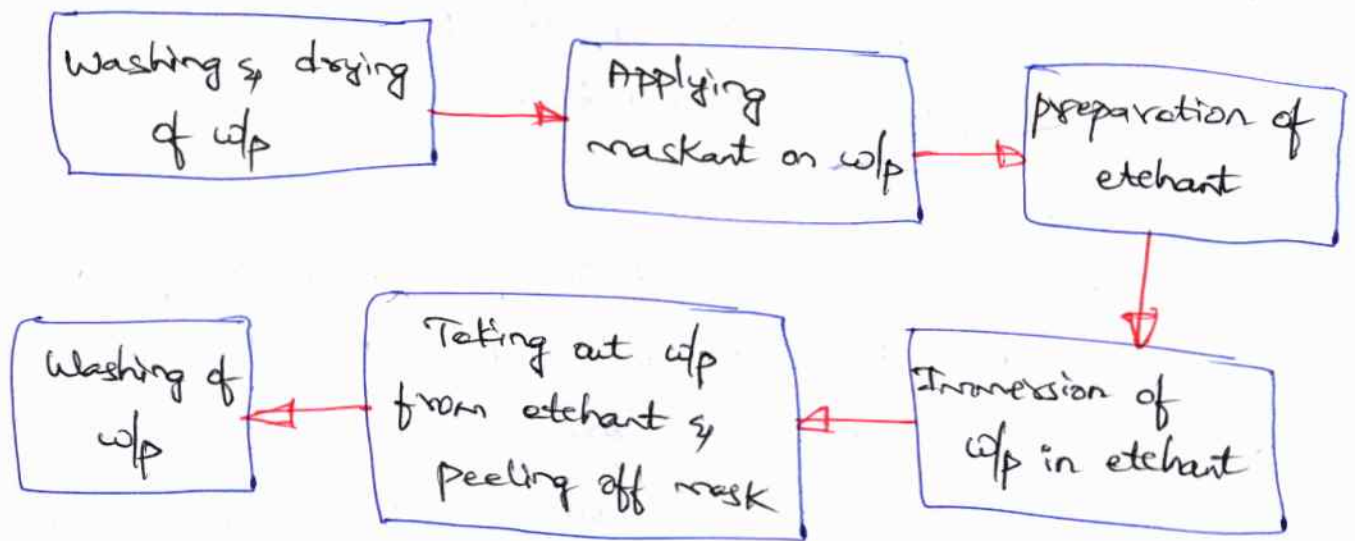 Washing & drying
of w/p
Applying
maskant on w/p
preparation of
etchant
Immersion of
w/p in etchant
Taking out w/p
from etchant &
peeling off mask
Washing of
w/p